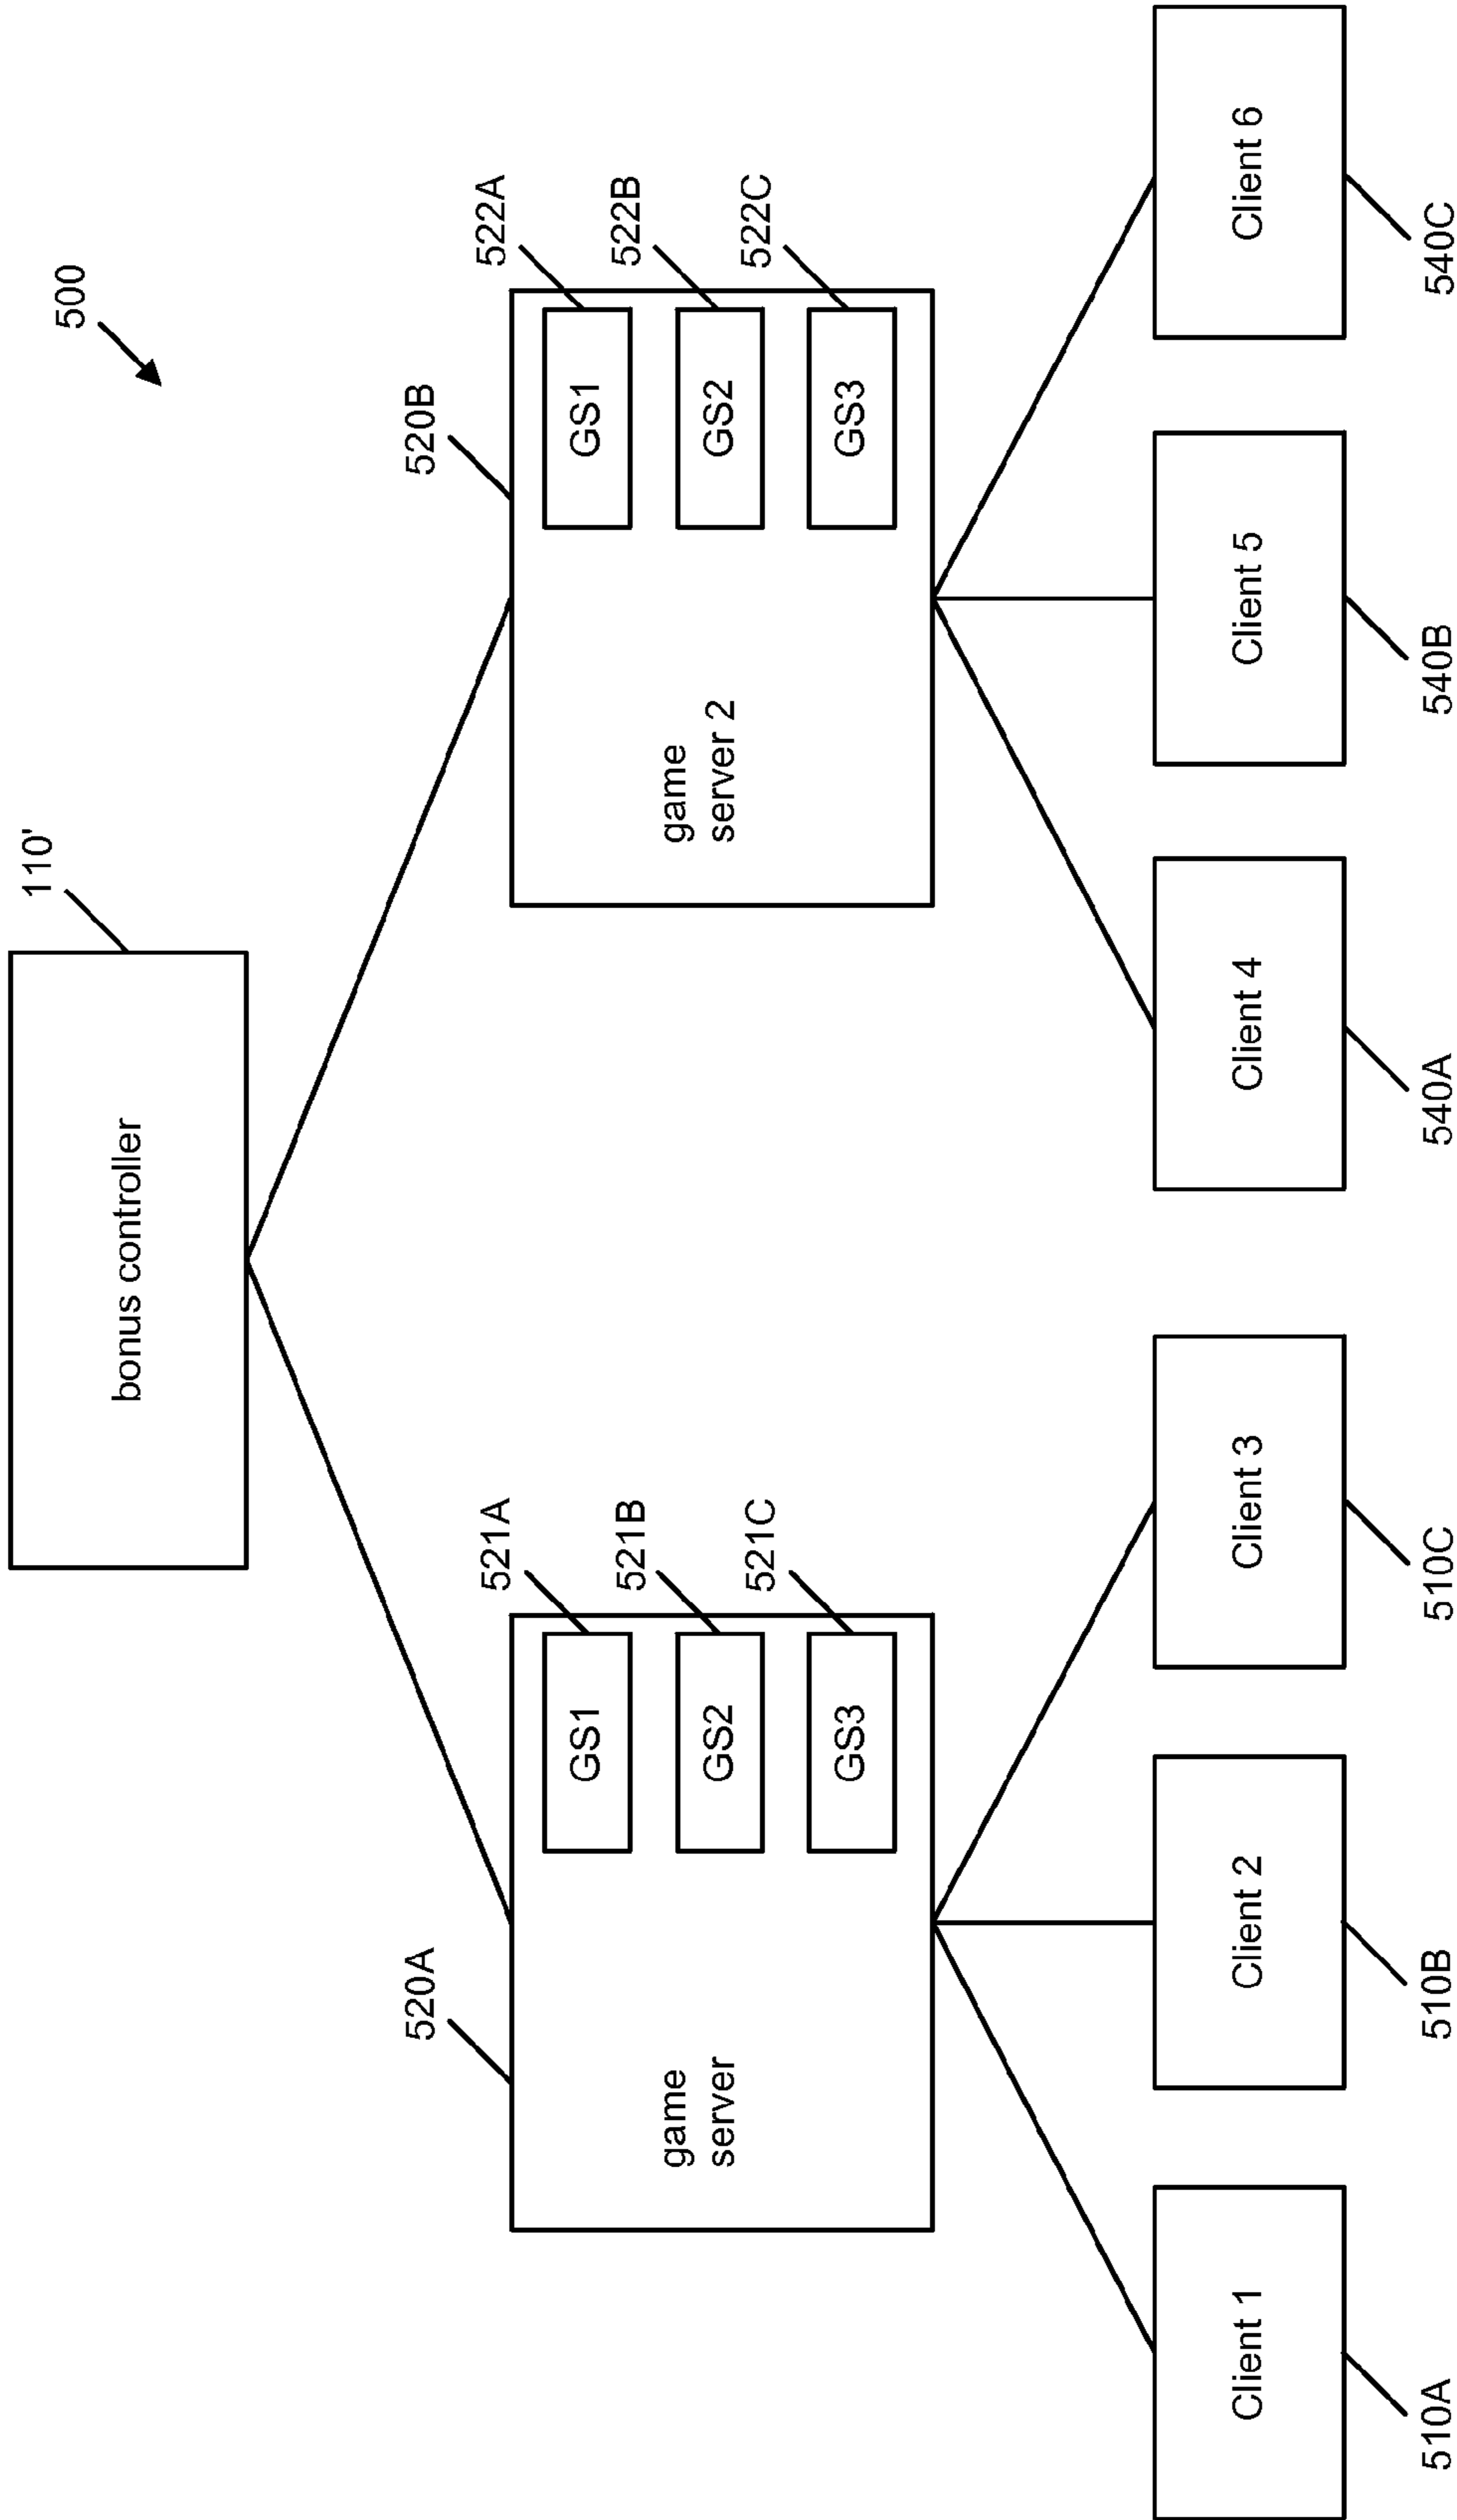 500
110'
bonus controller
520A
521A
521B
521C
game
server
GS1
GS2
GS3
520B
522A
522B
522C
game
server 2
GS1
GS2
GS3
Client 1
Client 2
Client 3
Client 4
Client 5
Client 6
510A
510B
510C
540A
540B
540C